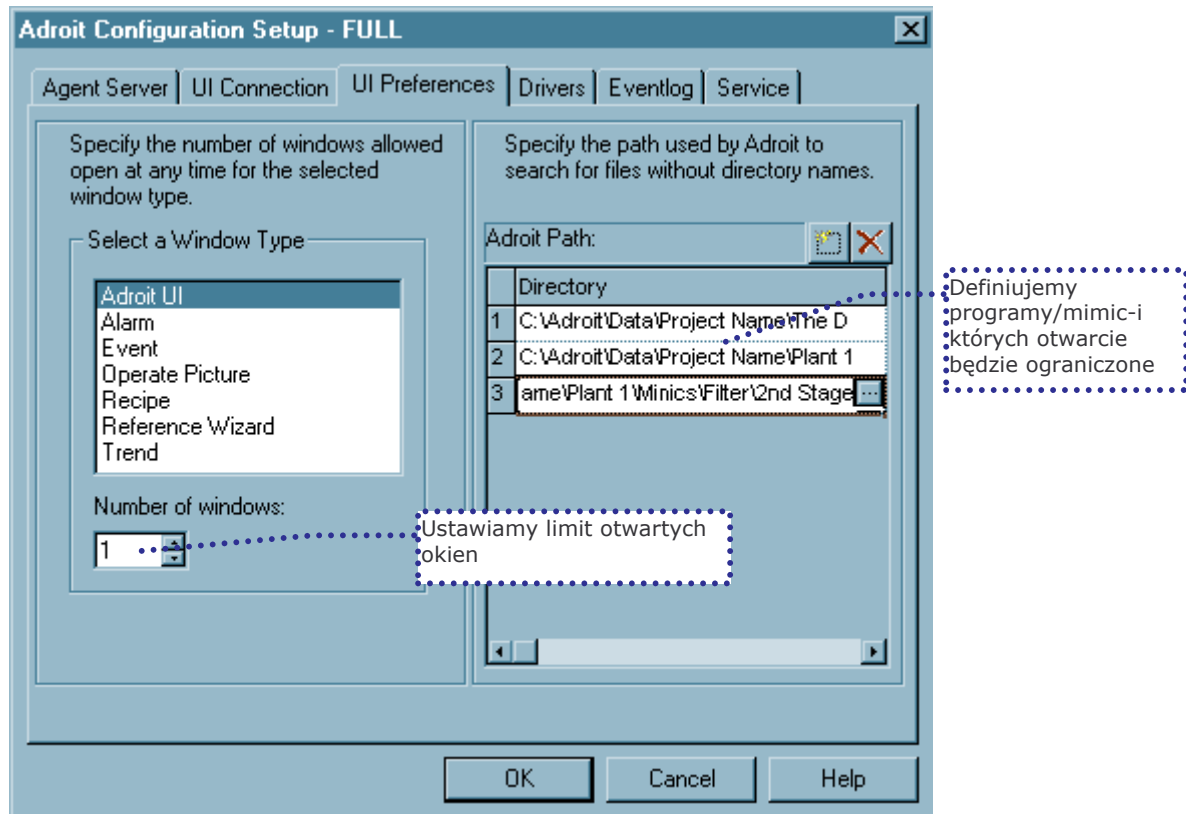 Adroit Configuration Setup - FULL
Agent Server
UI Connection
UI Preferences
Drivers
Eventlog
Service
Specify the number of windows allowed
open at any time for the selected
window type.
Select a Window Type
Adroit UI
Alarm
Event
Operate Picture
Recipe
Reference Wizard
Trend
Number of windows:
1
Ustawiamy limit otwartych
okien
Specify the path used by Adroit to
search for files without directory names.
Adroit Path:
Directory
1 C:\Adroit\Data\Project Name\The D
2 C:\Adroit\Data\Project Name\Plant 1
3 ame\Plant 1\Minics\Filter\2nd Stage ...
Definiujemy
programy/mimic-i
których otwarcie
będzie ograniczone
OK
Cancel
Help